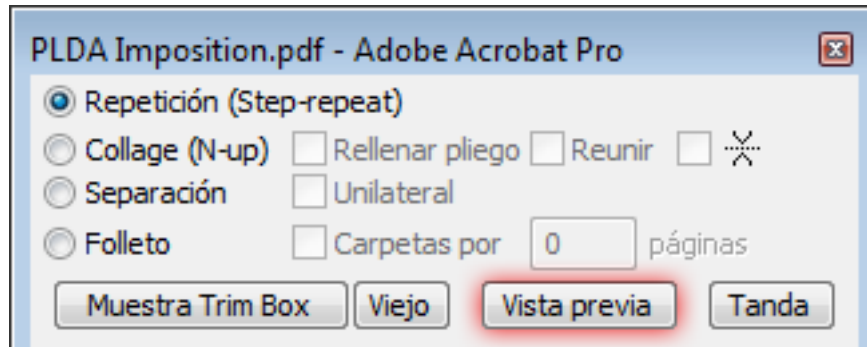 PLDA Imposition.pdf - Adobe Acrobat Pro
Repetición (Step-repeat)
Collage (N-up) Rellenar pliego Reunir
Separación Unilateral
Folleto Carpetas por 0 páginas
Muestra Trim Box Viejo Vista previa Tanda